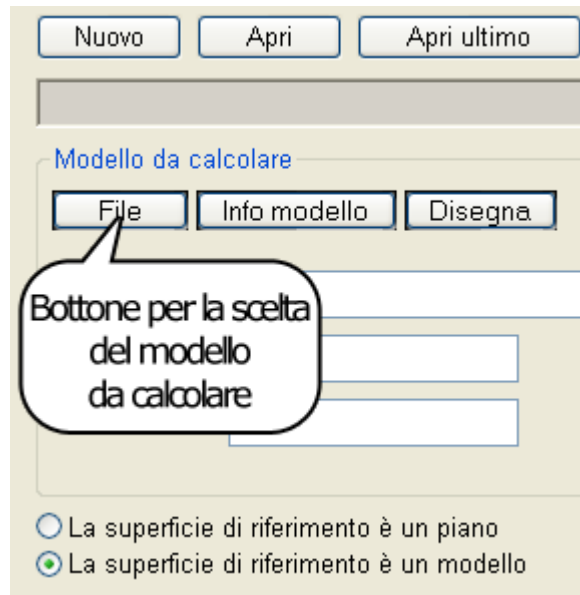 Nuovo Apri Apri ultimo
Modello da calcolare
File Info modello Disegna
Bottone per la scelta
del modello
da calcolare
La superficie di riferimento è un piano
La superficie di riferimento è un modello